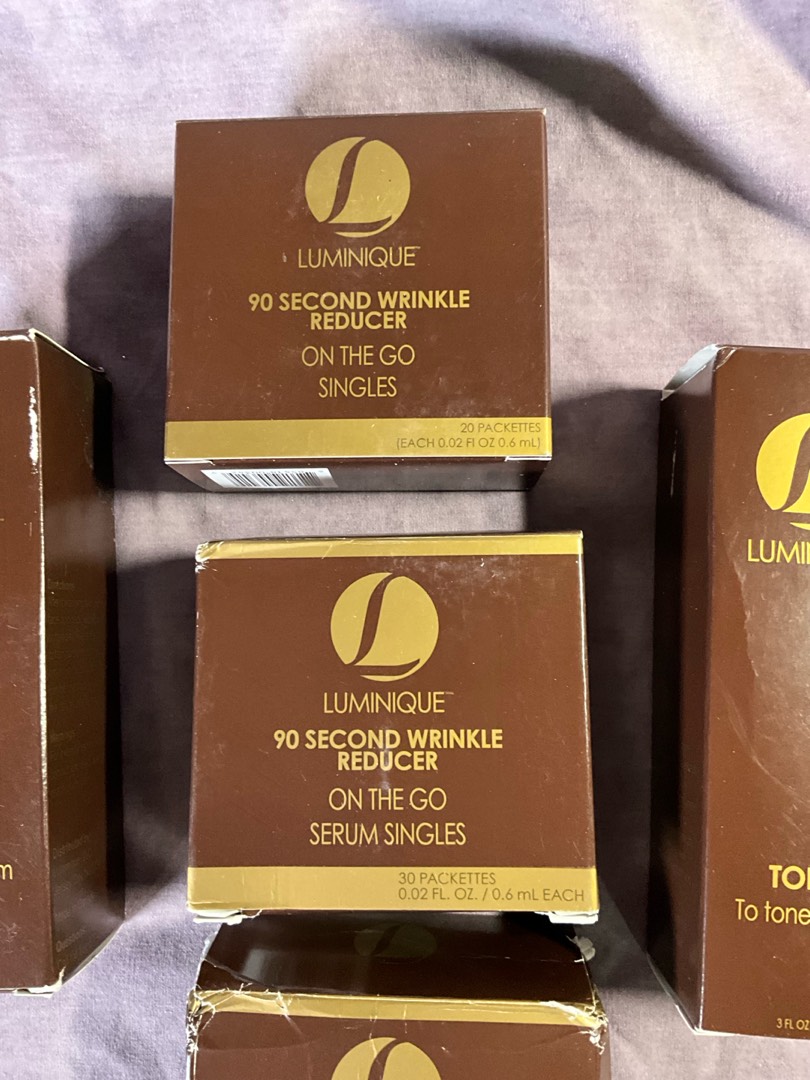 LUMINIQUE™
90 SECOND WRINKLE
REDUCER
ON THE GO
SINGLES
20 PACKETTES
(EACH 0.02 Fl OZ 0.6 mL)
LUMINIQUE™
90 SECOND WRINKLE
REDUCER
ON THE GO
SERUM SINGLES
30 PACKETTES
0.02 FL. OZ. / 0.6 mL EACH
m
LUMI
TO
To tone
3 FL OZ